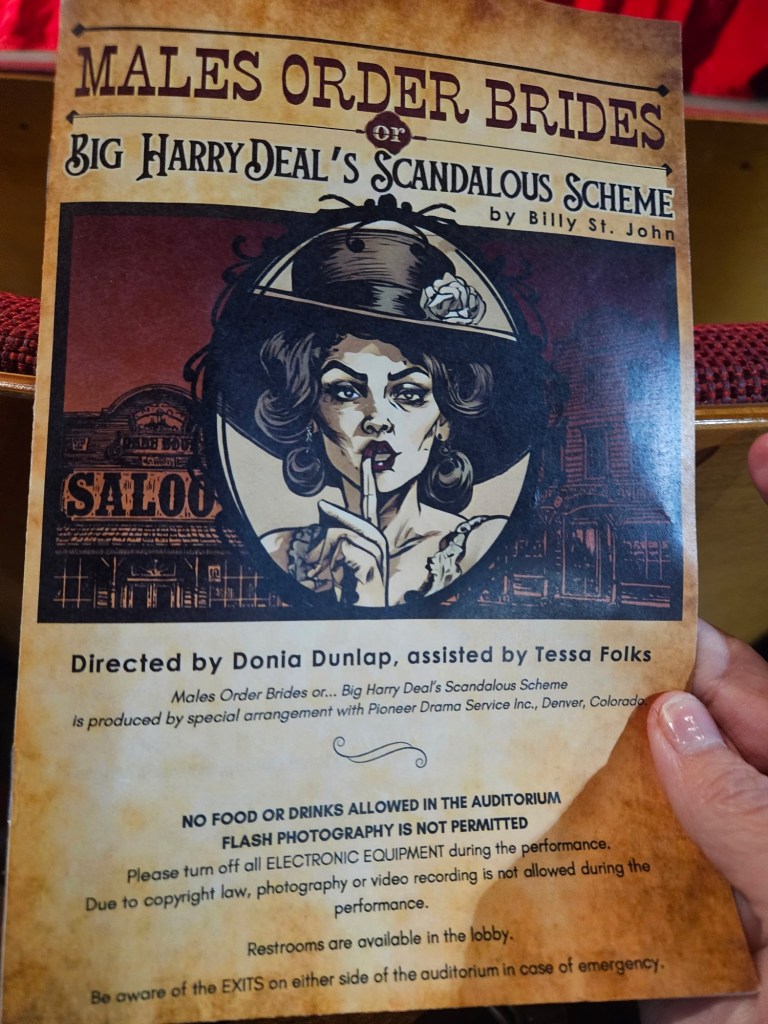 MALES ORDER BRIDES
or
BIG HARRY DEAL'S SCANDALOUS SCHEME
by Billy St. John
SALOO
Directed by Donia Dunlap, assisted by Tessa Folks
Males Order Brides or... Big Harry Deal's Scandalous Scheme
is produced by special arrangement with Pioneer Drama Service Inc., Denver, Colorado.
NO FOOD OR DRINKS ALLOWED IN THE AUDITORIUM
FLASH PHOTOGRAPHY IS NOT PERMITTED
Please turn off all ELECTRONIC EQUIPMENT during the performance.
Due to copyright law, photography or video recording is not allowed during the
performance.
Restrooms are available in the lobby.
Be aware of the EXITS on either side of the auditorium in case of emergency.